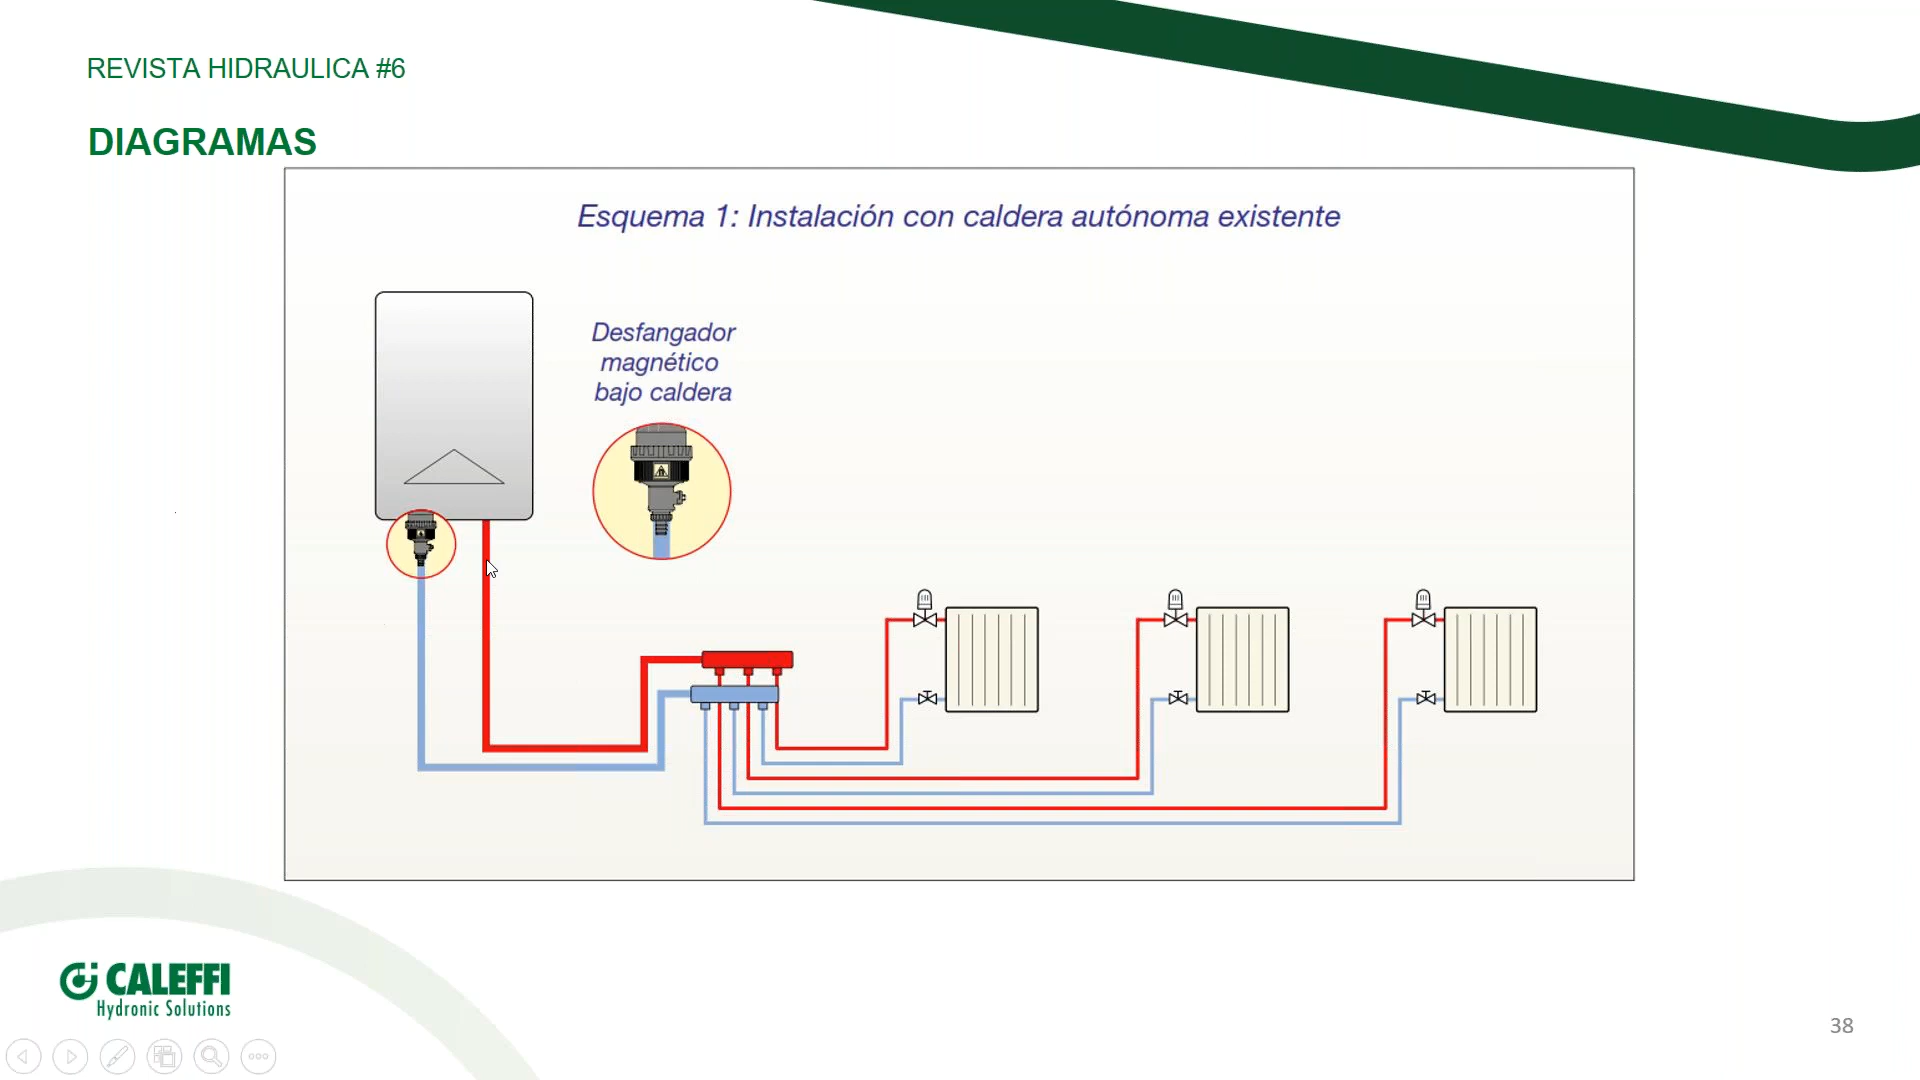 REVISTA HIDRAULICA #6
DIAGRAMAS
Esquema 1: Instalación con caldera autónoma existente
Desfangador
magnético
bajo caldera
CALEFFI
Hydronic Solutions
38